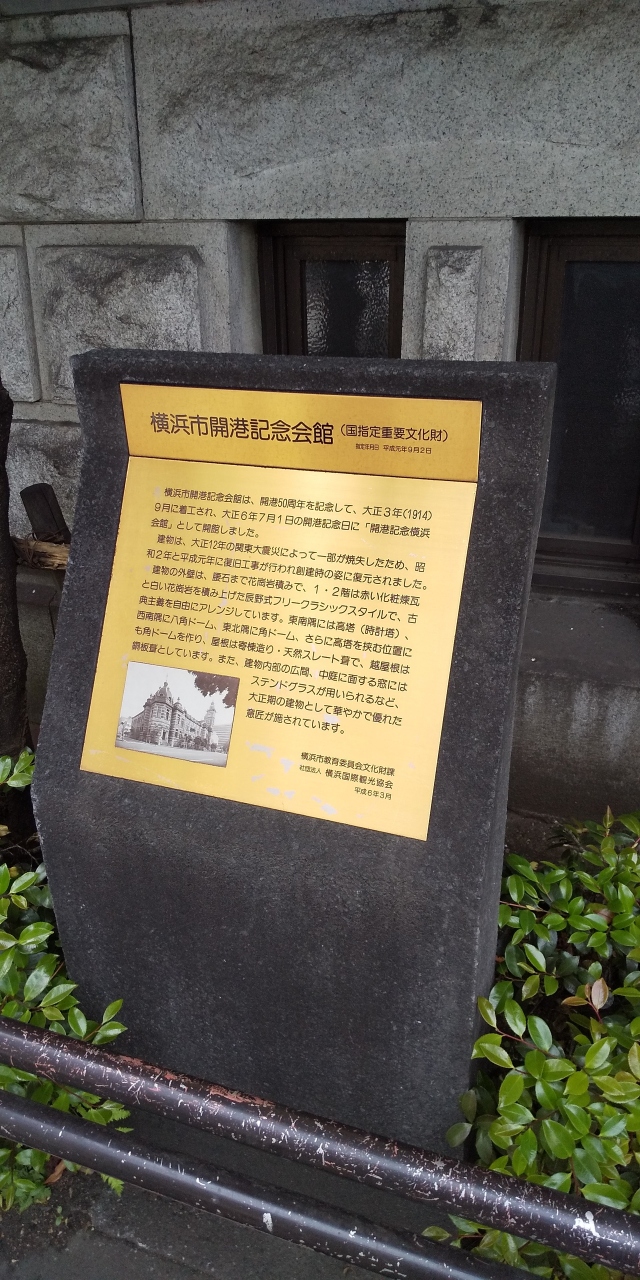 横浜市開港記念会館（国指定重要文化財）
指定年月日 平成元年9月2日
横浜市開港記念会館は、開港50周年を記念して、大正3年(1914)
9月に着工され、大正6年7月1日の開港記念日に「開港記念横浜
会館」として開館しました。
建物は、大正12年の関東大震災によって一部が焼失したため、昭
和2年と平成元年に復旧工事が行われ創建時の姿に復元されました。
建物の外壁は、腰石まで花崗岩積みで、1・2階は赤い化粧煉瓦
と白い花崗岩を積み上げた辰野式フリークラシックスタイルで、古
典主義を自由にアレンジしています。東南隅には高塔（時計塔）、
西南隅に八角ドーム、東北隅に角ドーム、さらに高塔を挟む位置に
も角ドームを作り、屋根は寄棟造り・天然スレート葺で、越屋根は
銅板葺としています。また、建物内部の広間、中庭に面する窓には
ステンドグラスが用いられるなど、
大正期の建物として華やかで優れた
意匠が施されています。
横浜市教育委員会文化財課
社団法人 横浜国際観光協会
平成6年3月